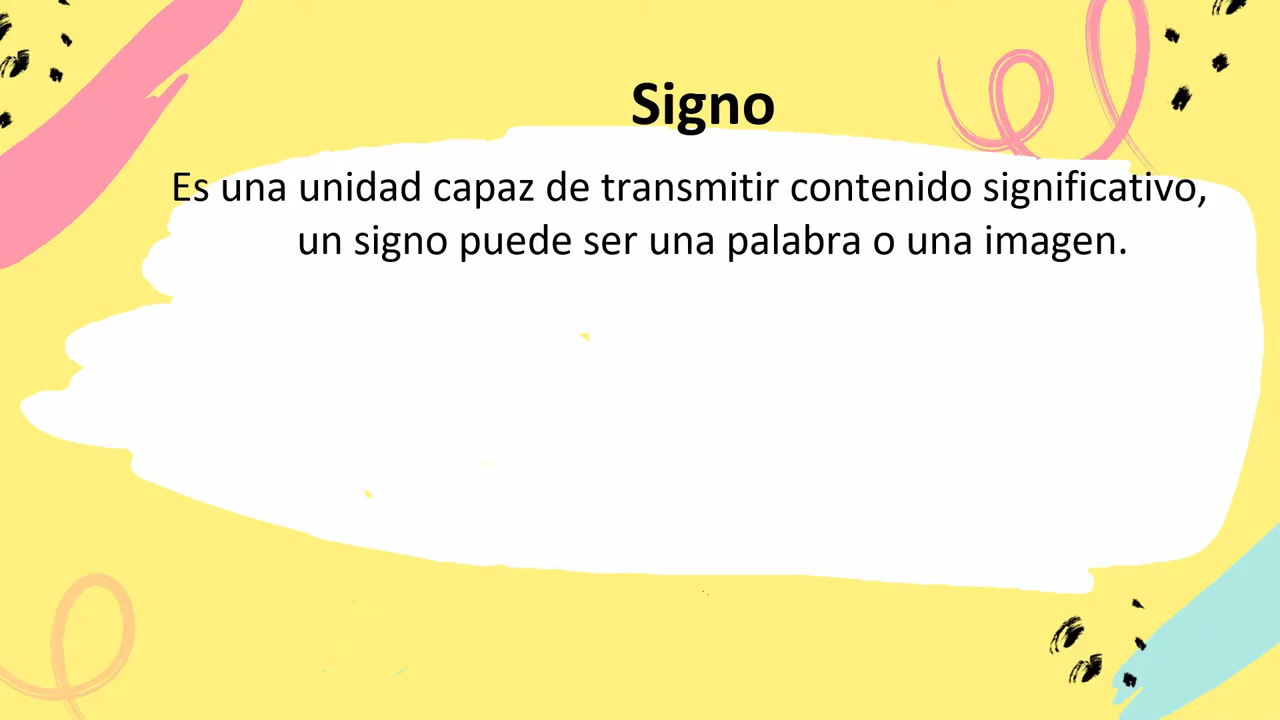 Signo
Es una unidad capaz de transmitir contenido significativo,
un signo puede ser una palabra o una imagen.